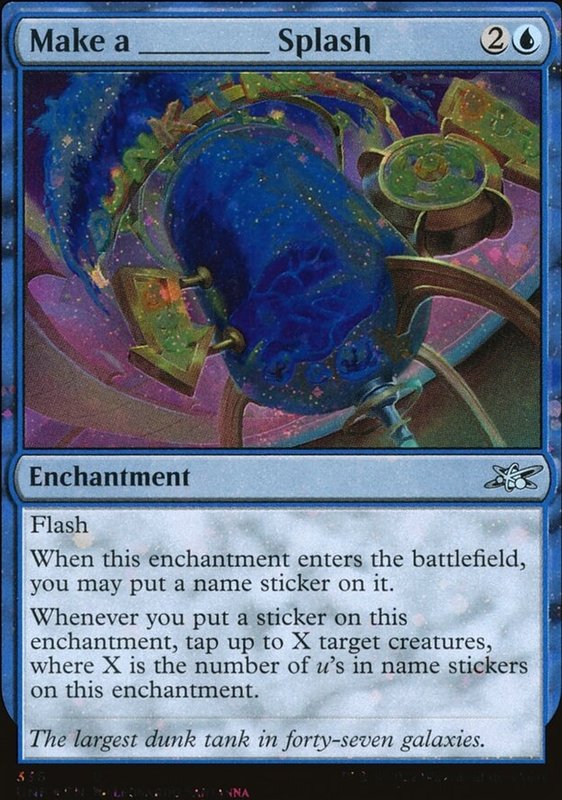 Make a ________ Splash
2
Enchantment
Flash
When this enchantment enters the battlefield,
you may put a name sticker on it.
Whenever you put a sticker on this
enchantment, tap up to X target creatures,
where X is the number of u's in name stickers
on this enchantment.
The largest dunk tank in forty-seven galaxies.